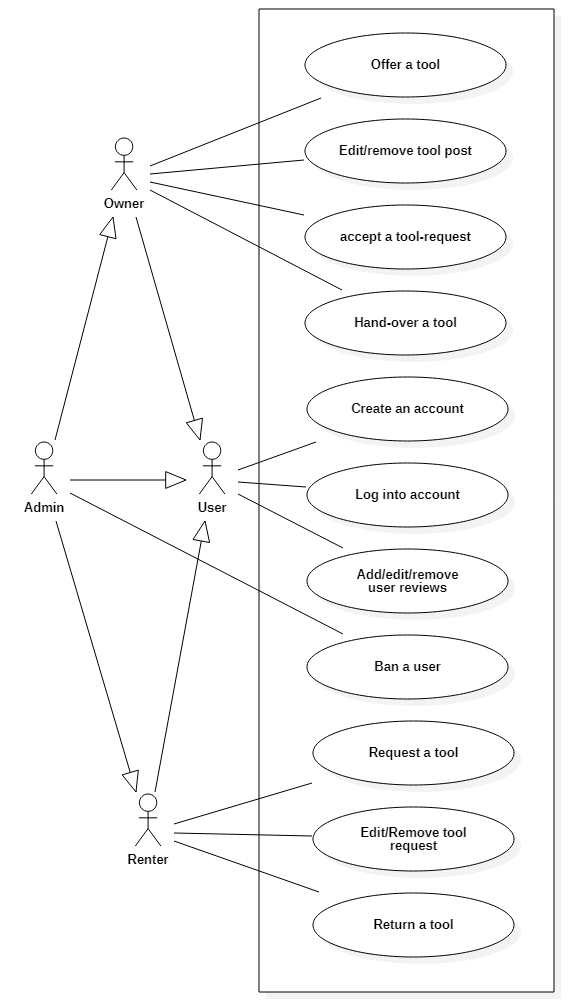 Offer a tool
Edit/remove tool post
Owner
accept a tool-request
Hand-over a tool
Create an account
Log into account
Admin
User
Add/edit/remove
user reviews
Ban a user
Request a tool
Edit/Remove tool
request
Renter
Return a tool